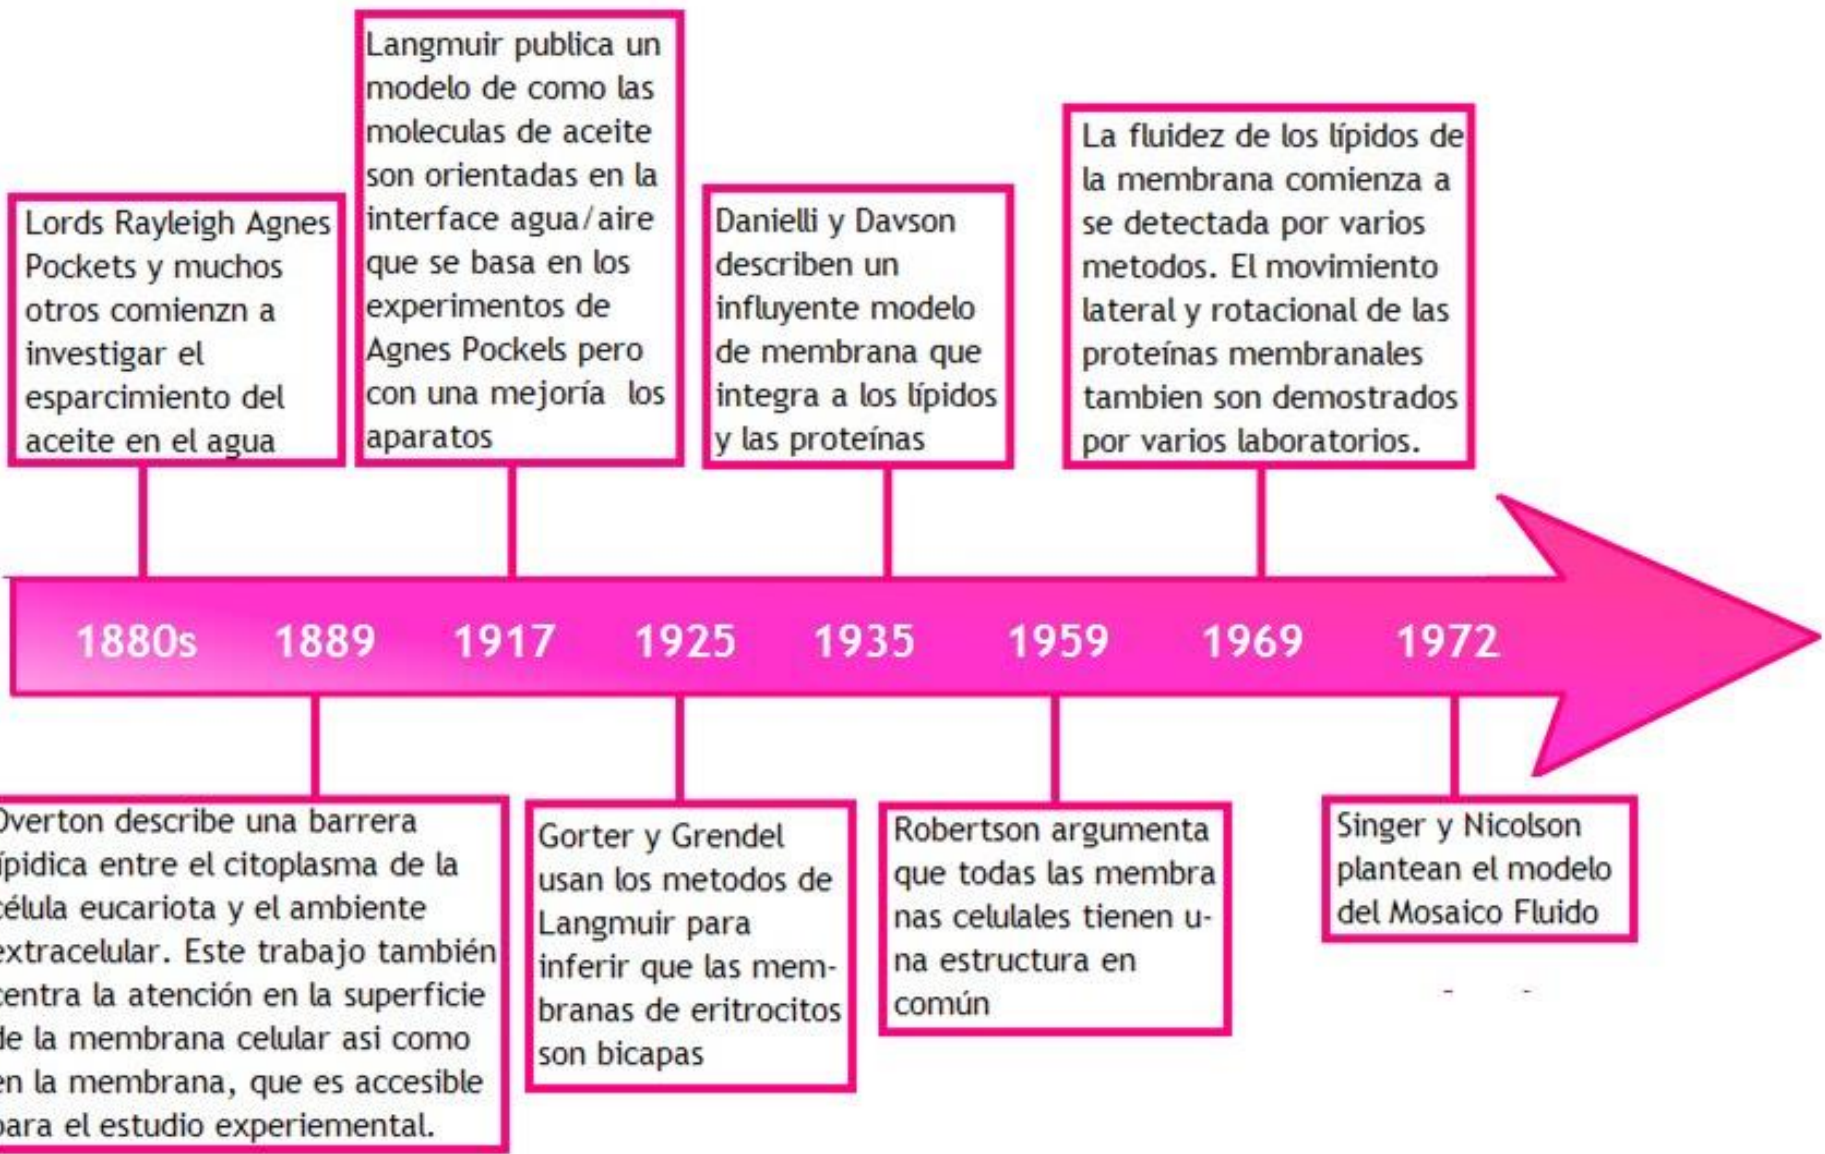 Langmuir publica un
modelo de como las
moleculas de aceite
son orientadas en la
interface agua/aire
que se basa en los
experimentos de
Agnes Pockels pero
con una mejoría los
aparatos
Lords Rayleigh Agnes
Pockets y muchos
otros comienzn a
investigar el
esparcimiento del
aceite en el agua
Danielli y Davson
describen un
influyente modelo
de membrana que
integra a los lípidos
y las proteínas
La fluidez de los lípidos de
la membrana comienza a
se detectada por varios
metodos. El movimiento
lateral y rotacional de las
proteínas membranales
tambien son demostrados
por varios laboratorios.
1880s 1889 1917 1925 1935 1959 1969 1972
Overton describe una barrera
lípidica entre el citoplasma de la
célula eucariota y el ambiente
extracelular. Este trabajo también
centra la atención en la superficie
de la membrana celular asi como
en la membrana, que es accesible
para el estudio experiemental.
Gorter y Grendel
usan los metodos de
Langmuir para
inferir que las mem-
branas de eritrocitos
son bicapas
Robertson argumenta
que todas las membra
nas celulales tienen u-
na estructura en
común
Singer y Nicolson
plantean el modelo
del Mosaico Fluido